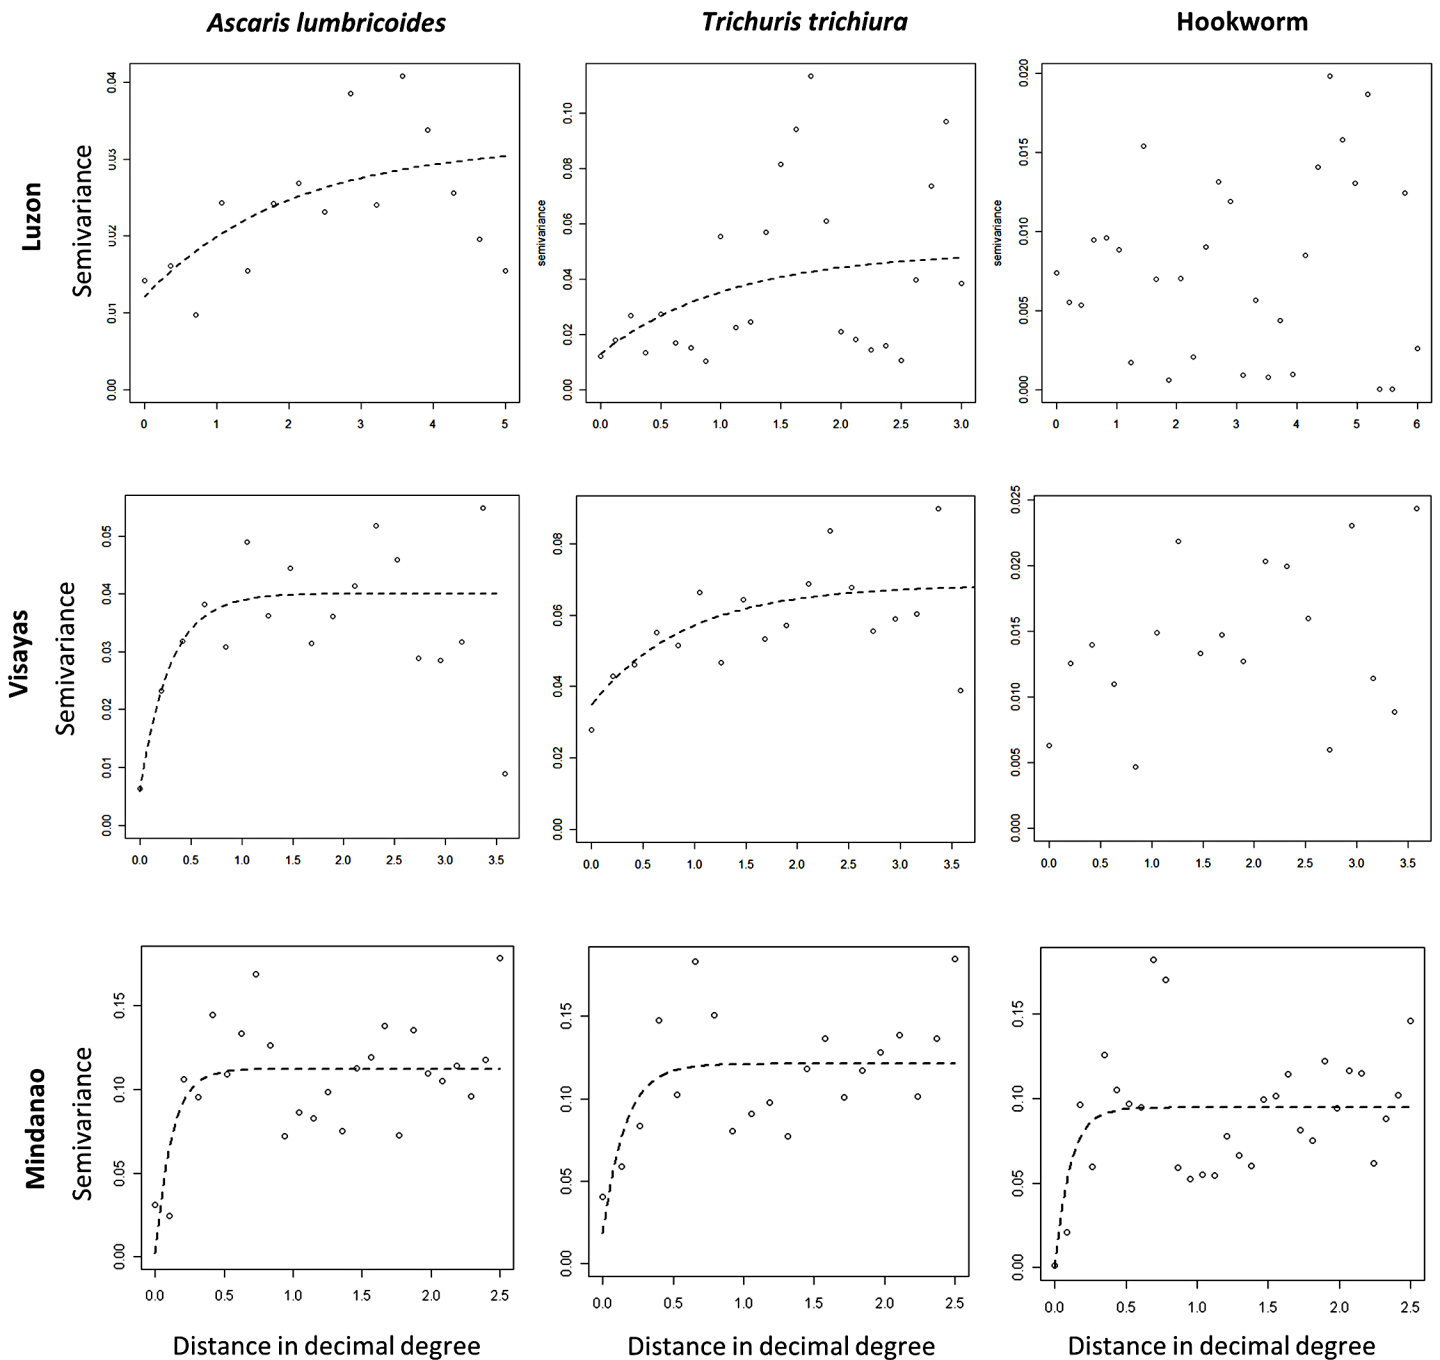 Ascaris lumbricoides
Trichuris trichiura
Hookworm
Luzon
Semivariance
0.00 0.01 0.02 0.03 0.04
0 1 2 3 4 5
semivariance
0.00 0.02 0.04 0.06 0.08 0.10
0.0 0.5 1.0 1.5 2.0 2.5 3.0
semivariance
0.000 0.005 0.010 0.015 0.020
0 1 2 3 4 5 6
Visayas
Semivariance
0.00 0.01 0.02 0.03 0.04 0.05
0.0 0.5 1.0 1.5 2.0 2.5 3.0 3.5
0.00 0.02 0.04 0.06 0.08
0.0 0.5 1.0 1.5 2.0 2.5 3.0 3.5
0.000 0.005 0.010 0.015 0.020 0.025
0.0 0.5 1.0 1.5 2.0 2.5 3.0 3.5
Mindanao
Semivariance
0.00 0.05 0.10 0.15
0.0 0.5 1.0 1.5 2.0 2.5
0.00 0.05 0.10 0.15
0.0 0.5 1.0 1.5 2.0 2.5
0.00 0.05 0.10 0.15
0.0 0.5 1.0 1.5 2.0 2.5
Distance in decimal degree
Distance in decimal degree
Distance in decimal degree